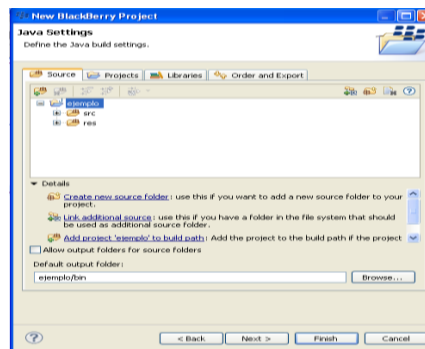 New BlackBerry Project
Java Settings
Define the Java build settings.
Source Projects Libraries Order and Export
ejemplo
src
res
Details
Create new source folder: use this if you want to add a new source folder to your
project.
Link additional source: use this if you have a folder in the file system that should
be used as additional source folder.
Add project 'ejemplo' to build path: Add the project to the build path if the project
Allow output folders for source folders
Default output folder:
ejemplo/bin
Browse...
< Back Next > Finish Cancel